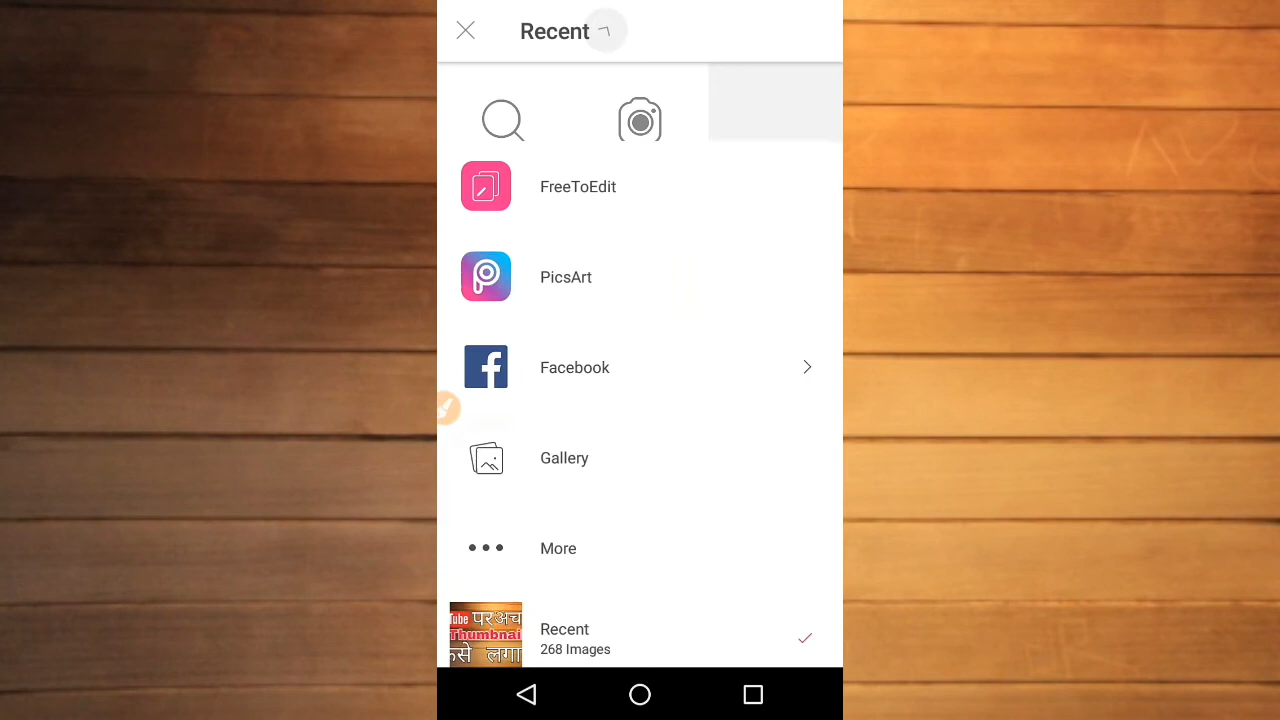 Recent
FreeToEdit
PicsArt
Facebook
Gallery
More
Tube परअच
Thumbnai
कसे लगा
Recent
268 Images